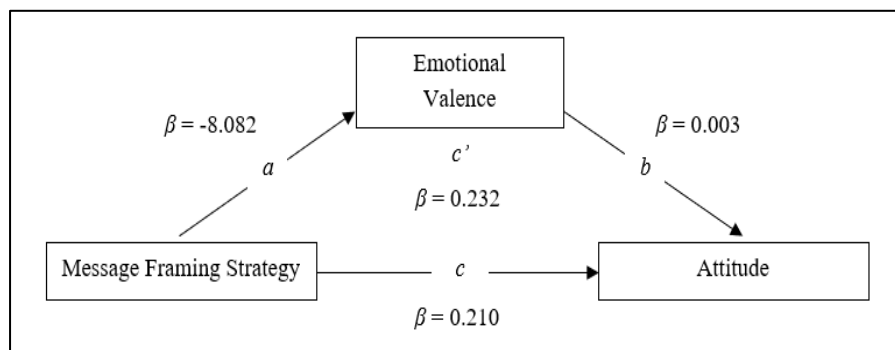 Emotional
Valence
β = -8.082
β = 0.003
a
c’
b
β = 0.232
Message Framing Strategy
c
Attitude
β = 0.210